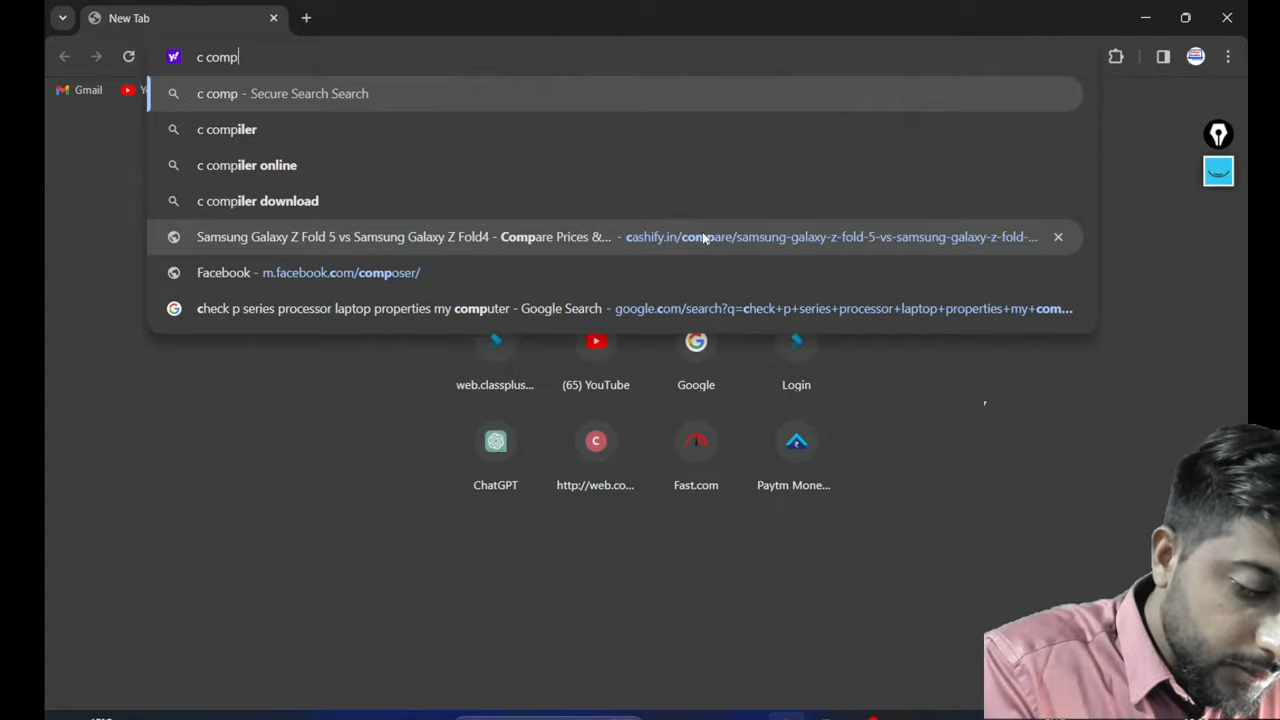 New Tab
y! c comp
c comp - Secure Search Search
c compiler
c compiler online
c compiler download
Samsung Galaxy Z Fold 5 vs Samsung Galaxy Z Fold4 - Compare Prices &... - cashify.in/compare/samsung-galaxy-z-fold-5-vs-samsung-galaxy-z-fold-...
Facebook - m.facebook.com/composer/
check p series processor laptop properties my computer - Google Search - google.com/search?q=check+p+series+processor+laptop+properties+my+com...
Gmail
web.classplus... (65) YouTube Google Login
ChatGPT http://web.co... Fast.com Paytm Mone...
C